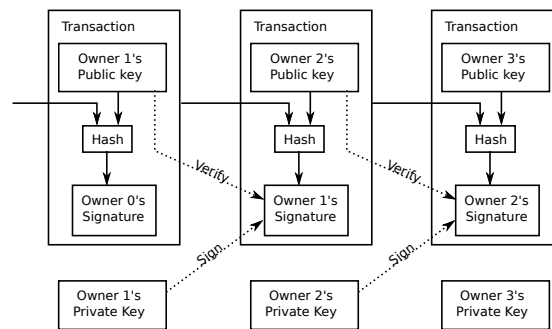 Transaction
Owner 1's
Public key
Hash
Owner 0's
Signature
Transaction
Owner 2's
Public key
Hash
Owner 1's
Signature
Transaction
Owner 3's
Public key
Hash
Owner 2's
Signature
Verify
Verify
Sign
Sign
Owner 1's
Private Key
Owner 2's
Private Key
Owner 3's
Private Key